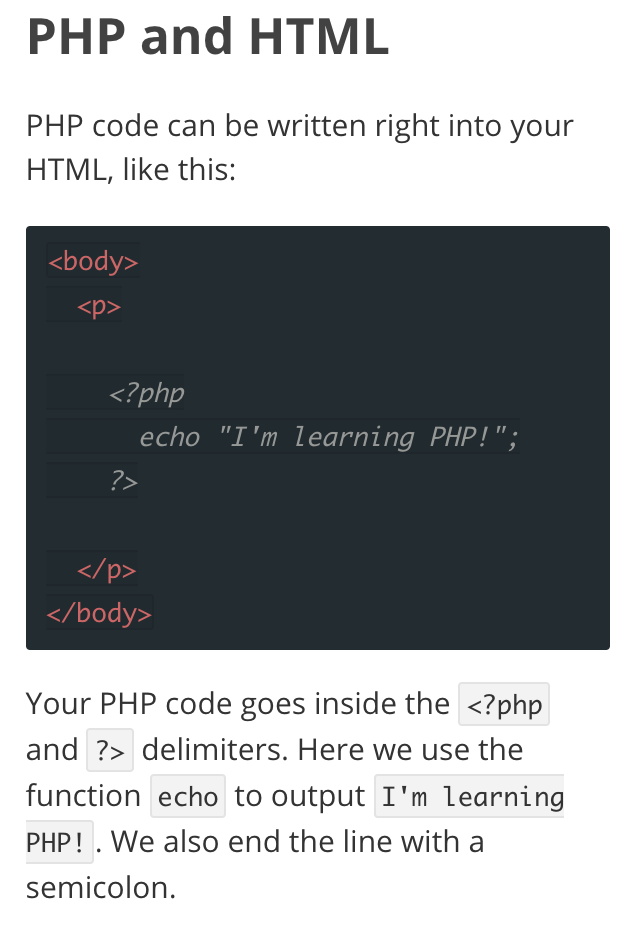 PHP and HTML
PHP code can be written right into your
HTML, like this:
<body>
<p>
<?php
echo "I'm learning PHP!";
?>
</p>
</body>
Your PHP code goes inside the <?php
and ?> delimiters. Here we use the
function echo to output I'm learning
PHP!. We also end the line with a
semicolon.